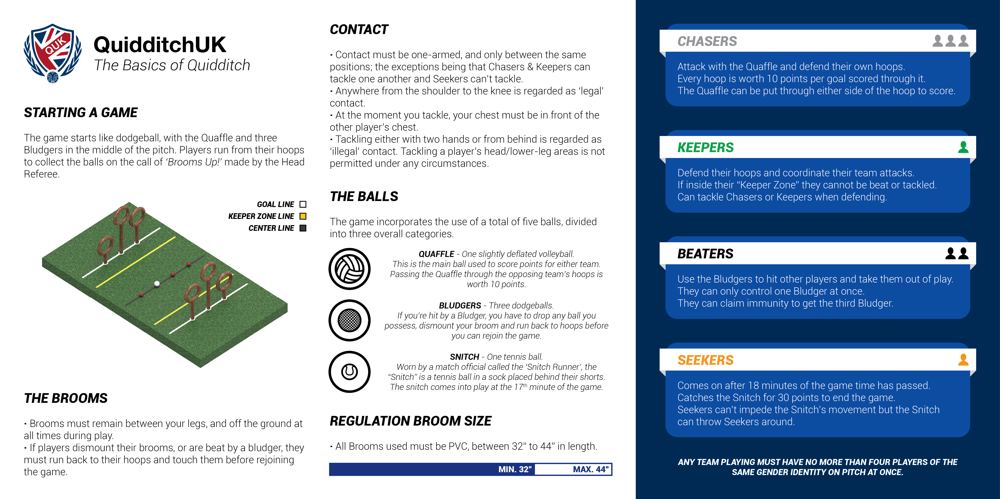 QUK
QuidditchUK
The Basics of Quidditch
STARTING A GAME
The game starts like dodgeball, with the Quaffle and three
Bludgers in the middle of the pitch. Players run from their hoops
to collect the balls on the call of ‘Brooms Up!’ made by the Head
Referee.
GOAL LINE
KEEPER ZONE LINE
CENTER LINE
THE BROOMS
· Brooms must remain between your legs, and off the ground at
all times during play.
· If players dismount their brooms, or are beat by a bludger, they
must run back to their hoops and touch them before rejoining
the game.
CONTACT
· Contact must be one-armed, and only between the same
positions; the exceptions being that Chasers & Keepers can
tackle one another and Seekers can’t tackle.
· Anywhere from the shoulder to the knee is regarded as ‘legal’
contact.
· At the moment you tackle, your chest must be in front of the
other player’s chest.
· Tackling either with two hands or from behind is regarded as
‘illegal’ contact. Tackling a player’s head/lower-leg areas is not
permitted under any circumstances.
THE BALLS
The game incorporates the use of a total of five balls, divided
into three overall categories.
QUAFFLE - One slightly deflated volleyball.
This is the main ball used to score points for either team.
Passing the Quaffle through the opposing team’s hoops is
worth 10 points.
BLUDGERS - Three dodgeballs.
If you’re hit by a Bludger, you have to drop any ball you
possess, dismount your broom and run back to hoops before
you can rejoin the game.
SNITCH - One tennis ball.
Worn by a match official called the ‘Snitch Runner’, the
“Snitch” is a tennis ball in a sock placed behind their shorts.
The snitch comes into play at the 17th minute of the game.
REGULATION BROOM SIZE
· All Brooms used must be PVC, between 32” to 44” in length.
MIN. 32” MAX. 44”
CHASERS
Attack with the Quaffle and defend their own hoops.
Every hoop is worth 10 points per goal scored through it.
The Quaffle can be put through either side of the hoop to score.
KEEPERS
Defend their hoops and coordinate their team attacks.
If inside their “Keeper Zone” they cannot be beat or tackled.
Can tackle Chasers or Keepers when defending.
BEATERS
Use the Bludgers to hit other players and take them out of play.
They can only control one Bludger at once.
They can claim immunity to get the third Bludger.
SEEKERS
Comes on after 18 minutes of the game time has passed.
Catches the Snitch for 30 points to end the game.
Seekers can’t impede the Snitch’s movement but the Snitch
can throw Seekers around.
ANY TEAM PLAYING MUST HAVE NO MORE THAN FOUR PLAYERS OF THE
SAME GENDER IDENTITY ON PITCH AT ONCE.